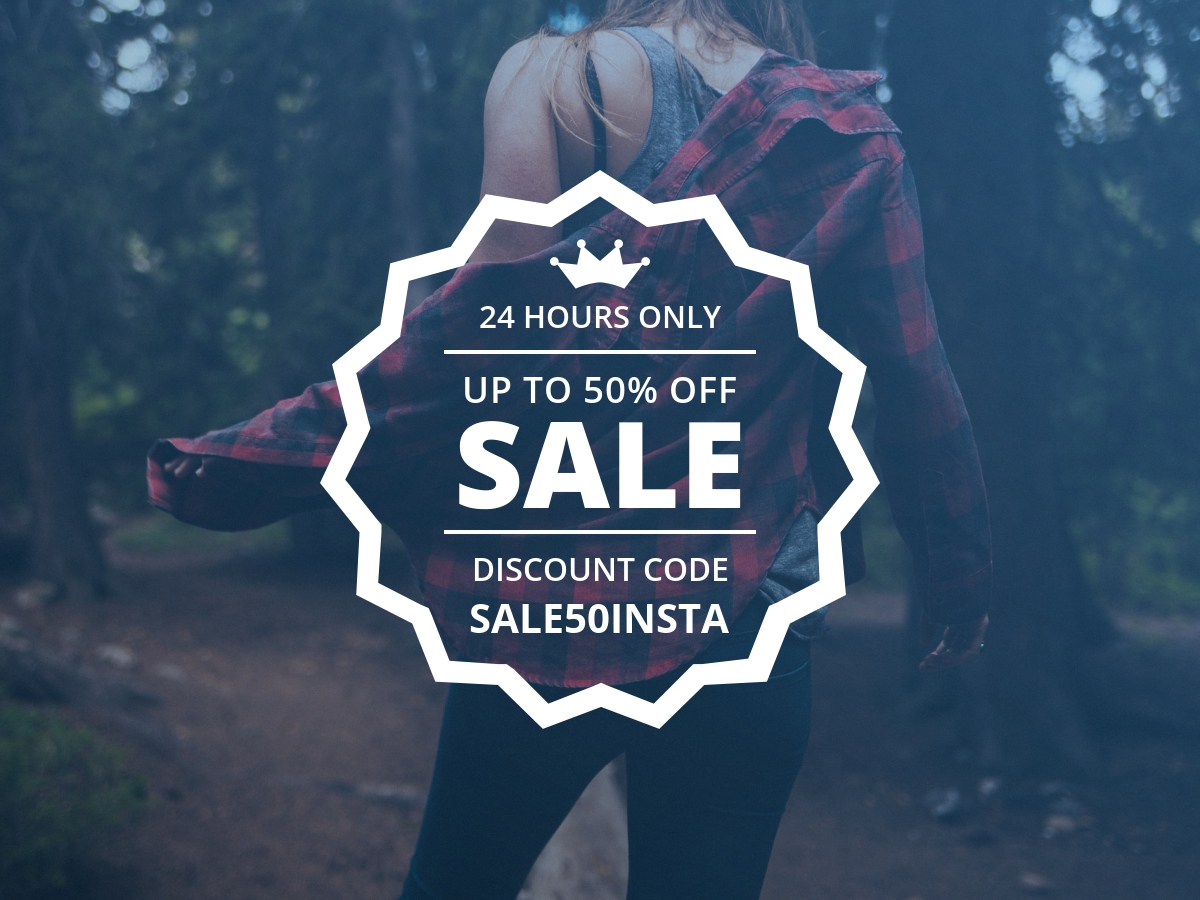 24 HOURS ONLY
UP TO 50% OFF
SALE
DISCOUNT CODE
SALE50INSTA